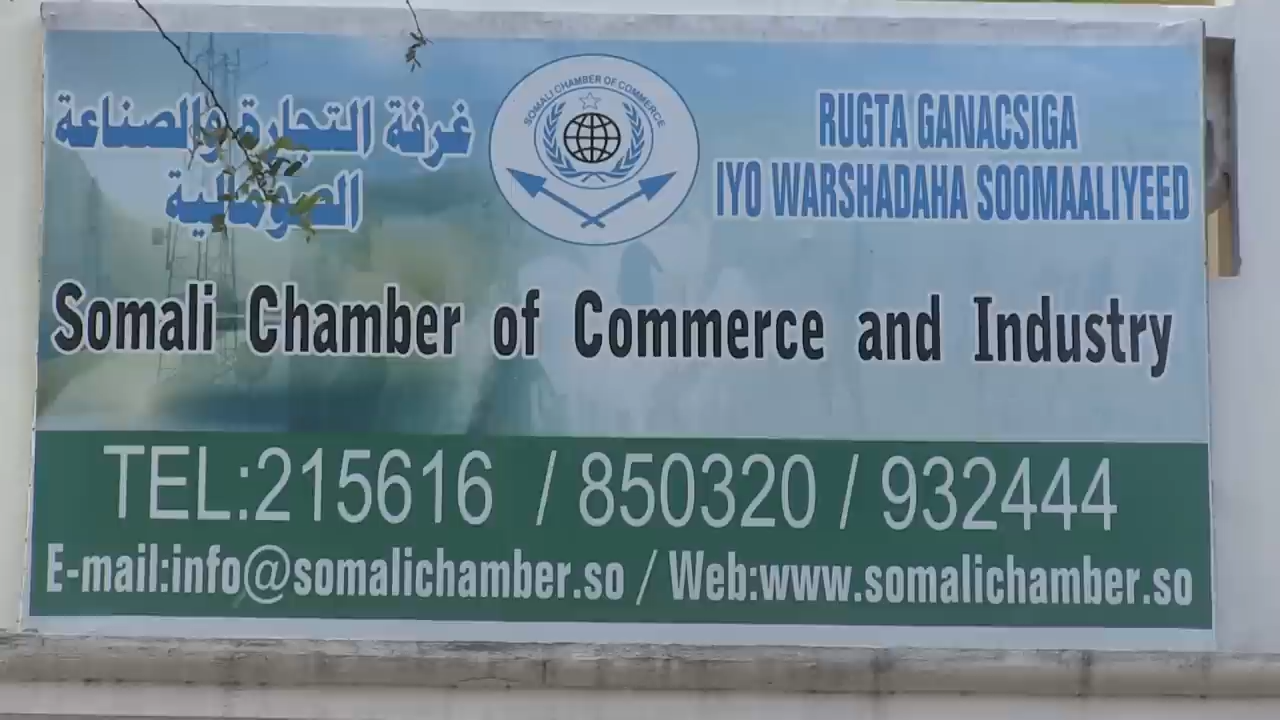 غرفة التجارة والصناعة
الصومالية
SOMALI CHAMBER OF COMMERCE
RUGTA GANACSIGA
IYO WARSHADAHA SOOMAALIYEED
Somali Chamber of Commerce and Industry
TEL:215616 / 850320 / 932444
E-mail:info@somalichamber.so / Web:www.somalichamber.so